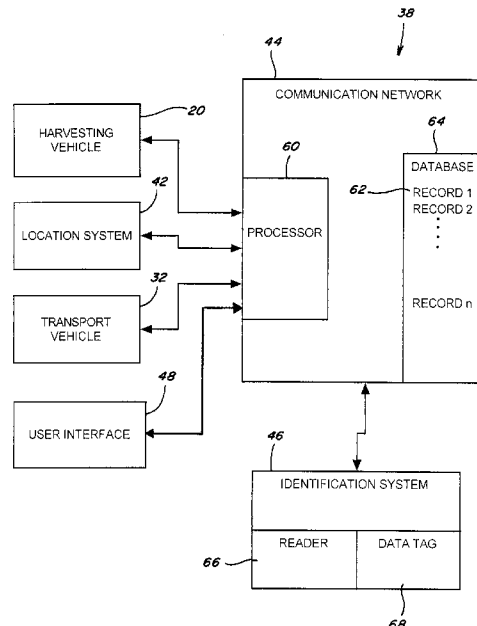 38
44
COMMUNICATION NETWORK
20
HARVESTING
VEHICLE
64
DATABASE
60
62
RECORD 1
RECORD 2
PROCESSOR
42
LOCATION SYSTEM
32
TRANSPORT
VEHICLE
RECORD n
48
USER INTERFACE
46
IDENTIFICATION SYSTEM
READER
DATA TAG
66
68